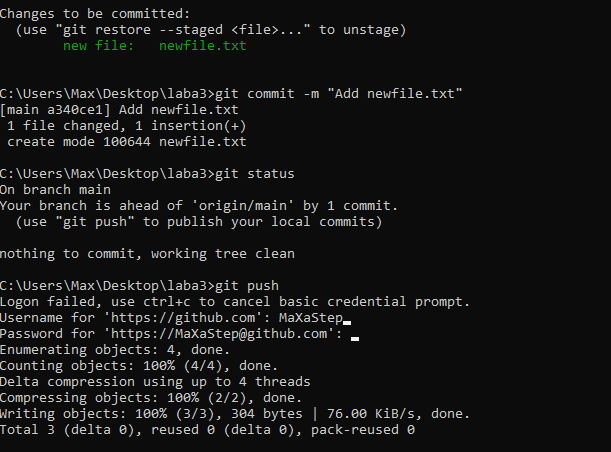 Changes to be committed:
  (use "git restore --staged <file>..." to unstage)
        new file:   newfile.txt
C:\Users\Max\Desktop\laba3>git commit -m "Add newfile.txt"
[main a340ce1] Add newfile.txt
 1 file changed, 1 insertion(+)
 create mode 100644 newfile.txt
C:\Users\Max\Desktop\laba3>git status
On branch main
Your branch is ahead of 'origin/main' by 1 commit.
  (use "git push" to publish your local commits)
nothing to commit, working tree clean
C:\Users\Max\Desktop\laba3>git push
Logon failed, use ctrl+c to cancel basic credential prompt.
Username for 'https://github.com': MaXaStep
Password for 'https://MaXaStep@github.com':
Enumerating objects: 4, done.
Counting objects: 100% (4/4), done.
Delta compression using up to 4 threads
Compressing objects: 100% (2/2), done.
Writing objects: 100% (3/3), 304 bytes | 76.00 KiB/s, done.
Total 3 (delta 0), reused 0 (delta 0), pack-reused 0